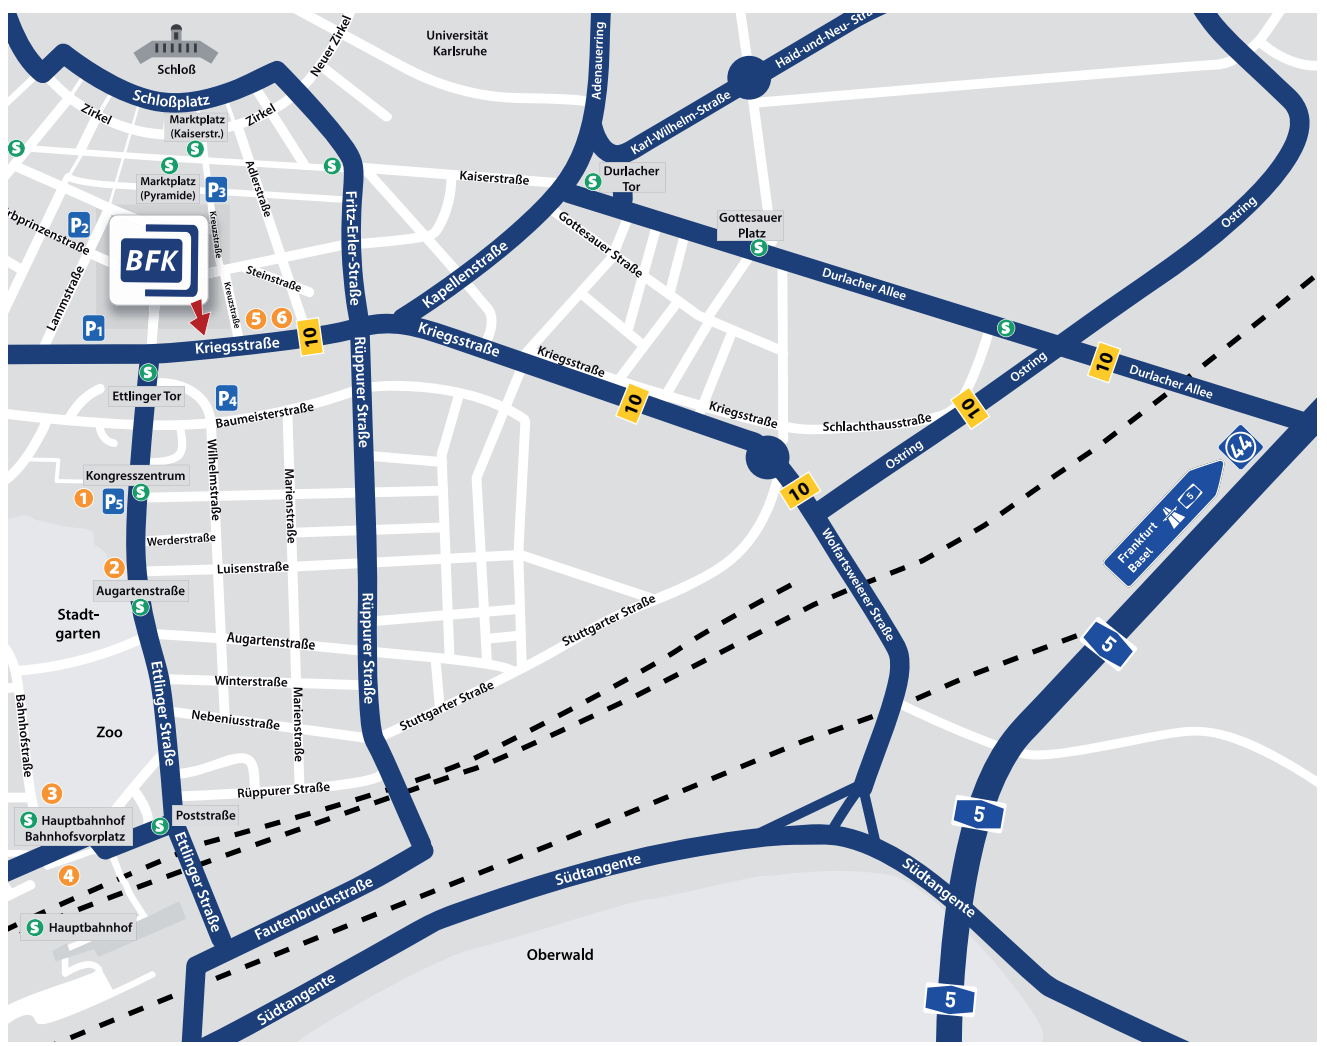 Universität
Karlsruhe
Adenauerring
Haid-und-Neu- Stra
Neuer Zirkel
Schloß
Schloßplatz
Zirkel
Zirkel
Karl-Wilhelm-Straße
Marktplatz
(Kaiserstr.)
S
S
S
S
Marktplatz
(Pyramide)
P3
Adlerstraße
Kaiserstraße
S
Durlacher
Tor
Fritz-Erler-Straße
Kreuzstraße
P2
rbprinzenstraße
Gottesauer
Platz
S
Gottesauer Straße
Ostring
BFK
Kapellenstraße
Steinstraße
Lammstraße
Kreuzstraße
Durlacher Allee
P1
5
6
10
Kriegsstraße
Kriegsstraße
S
Ostring
10
Durlacher Allee
Kriegsstraße
Rüppurer Straße
S
Ettlinger Tor
P4
Baumeisterstraße
10
Kriegsstraße
10
Schlachthausstraße
Ostring
44
Wilhelmstraße
Marienstraße
Kongresszentrum
S
1
P5
10
5
Frankfurt
Basel
Werderstraße
Wolfartsweierer Straße
2
Luisenstraße
Augartenstraße
S
Rüppurer Straße
Stadt-
garten
Stuttgarter Straße
Augartenstraße
5
Ettlinger Straße
Winterstraße
Stuttgarter Straße
Marienstraße
Bahnhofstraße
Nebeniusstraße
Zoo
3
Rüppurer Straße
S
Hauptbahnhof
Bahnhofsvorplatz
S
Poststraße
5
Ettlinger Straße
4
Südtangente
Südtangente
Fautenbruchstraße
S
Hauptbahnhof
Oberwald
Südtangente
5